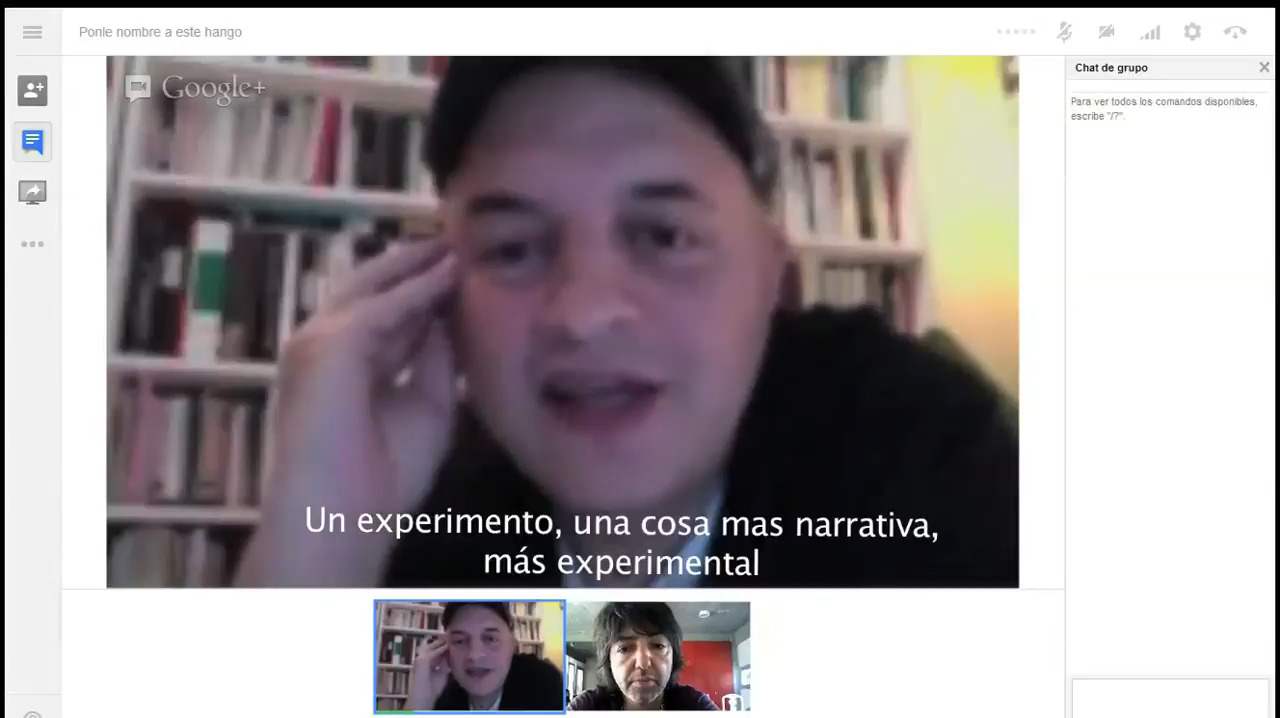 Ponle nombre a este hango
Chat de grupo
Google+
Para ver todos los comandos disponibles,
escribe "/?".
Un experimento, una cosa mas narrativa,
más experimental